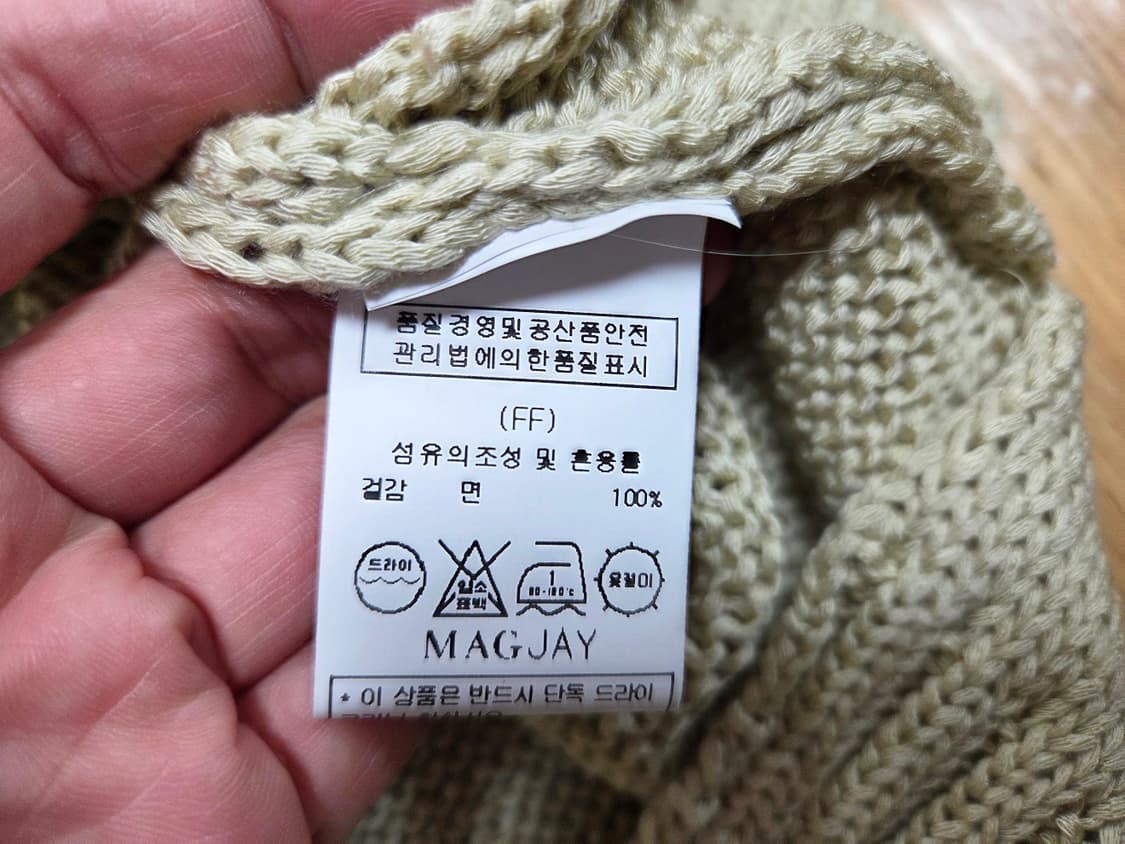 품질경영및공산품안전
관리법에의한품질표시
(FF)
섬유의조성 및 혼용률
겉감 면 100%
드라이
염소
표백
1
80-120℃
옷걸이
MAGJAY
* 이 상품은 반드시 단독 드라이